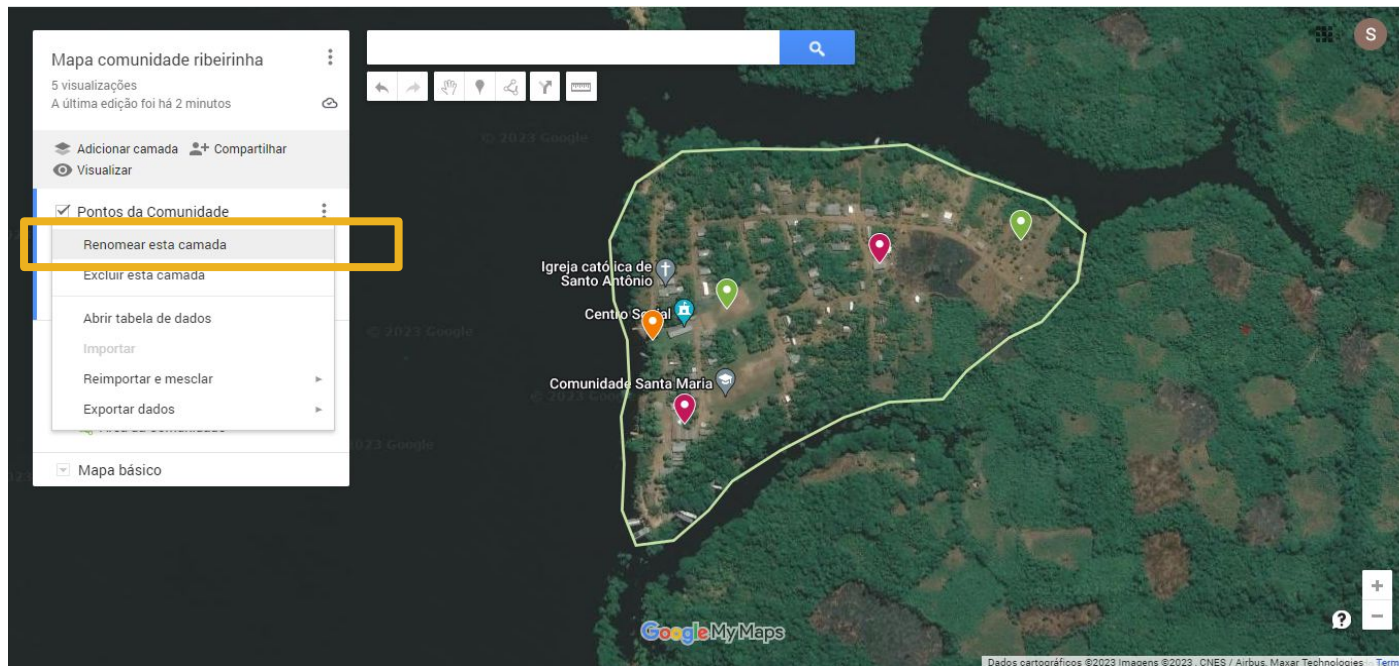 Mapa comunidade ribeirinha
5 visualizações
A última edição foi há 2 minutos
Adicionar camada
Compartilhar
Visualizar
Pontos da Comunidade
Renomear esta camada
Excluir esta camada
Abrir tabela de dados
Importar
Reimportar e mesclar
Exportar dados
Área da Comunidade
Mapa básico
S
© 2023 Google
Igreja católica de
Santo Antônio
Centro Social
© 2023 Google
Comunidade Santa Maria
© 2023 Google
2023 Google
Google My Maps
Dados cartográficos ©2023 Imagens ©2023 , CNES / Airbus, Maxar Technologies